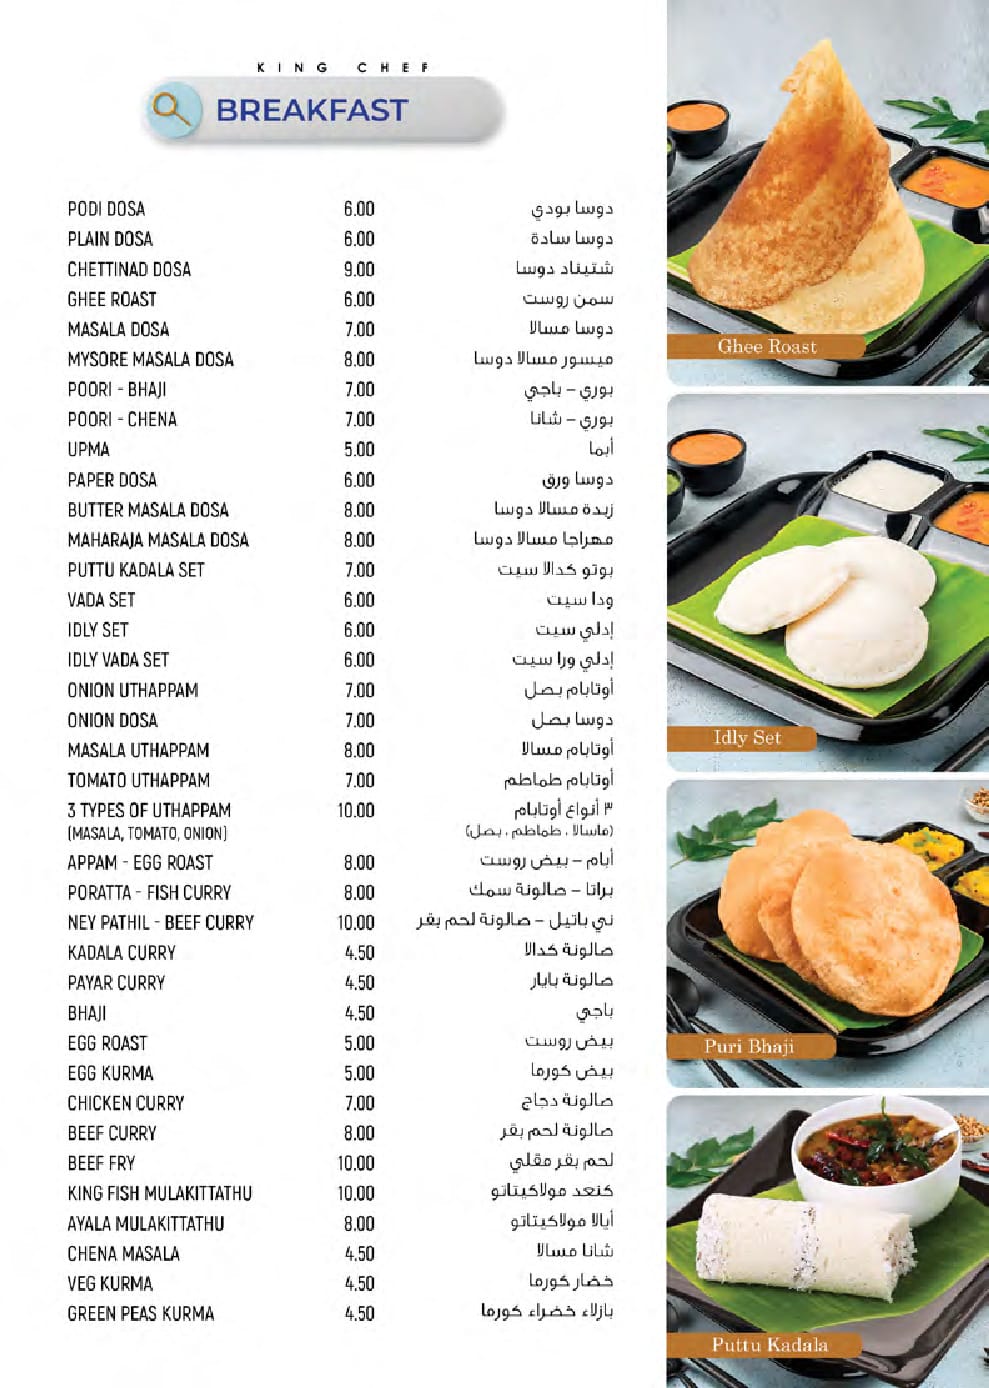 KING CHEF
BREAKFAST
PODI DOSA 6.00 دوسا بودي
PLAIN DOSA 6.00 دوسا سادة
CHETTINAD DOSA 9.00 شتيناد دوسا
GHEE ROAST 6.00 سمن روست
MASALA DOSA 7.00 دوسا مسالا
MYSORE MASALA DOSA 8.00 ميسور مسالا دوسا
POORI - BHAJI 7.00 بوري – باجي
POORI - CHENA 7.00 بوري – شانا
UPMA 5.00 أبما
PAPER DOSA 6.00 دوسا ورق
BUTTER MASALA DOSA 8.00 زبدة مسالا دوسا
MAHARAJA MASALA DOSA 8.00 مهراجا مسالا دوسا
PUTTU KADALA SET 7.00 بوتو كدالا سيت
VADA SET 6.00 ودا سيت
IDLY SET 6.00 إدلي سيت
IDLY VADA SET 6.00 إدلي ورا سيت
ONION UTHAPPAM 7.00 أوتابام بصل
ONION DOSA 7.00 دوسا بصل
MASALA UTHAPPAM 8.00 أوتابام مسالا
TOMATO UTHAPPAM 7.00 أوتابام طماطم
3 TYPES OF UTHAPPAM 10.00 ٣ أنواع أوتابام
(MASALA, TOMATO, ONION) (ماسالا ، طماطم ، بصل)
APPAM - EGG ROAST 8.00 أبام – بيض روست
PORATTA - FISH CURRY 8.00 براتا – صالونة سمك
NEY PATHIL - BEEF CURRY 10.00 ني باتيل – صالونة لحم بقر
KADALA CURRY 4.50 صالونة كدالا
PAYAR CURRY 4.50 صالونة بايار
BHAJI 4.50 باجي
EGG ROAST 5.00 بيض روست
EGG KURMA 5.00 بيض كورما
CHICKEN CURRY 7.00 صالونة دجاج
BEEF CURRY 8.00 صالونة لحم بقر
BEEF FRY 10.00 لحم بقر مقلي
KING FISH MULAKITTATHU 10.00 كنعد مولاكيتاتو
AYALA MULAKITTATHU 8.00 أيالا مولاكيتاتو
CHENA MASALA 4.50 شانا مسالا
VEG KURMA 4.50 خضار كورما
GREEN PEAS KURMA 4.50 بازلاء خضراء كورما
Ghee Roast
Idly Set
Puri Bhaji
Puttu Kadala